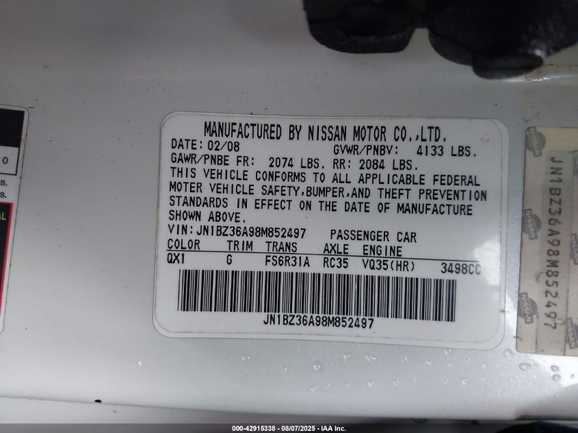 MANUFACTURED BY NISSAN MOTOR CO.,LTD.
DATE: 02/08 GVWR/PNBV: 4133 LBS.
GAWR/PNBE FR: 2074 LBS. RR: 2084 LBS.
THIS VEHICLE CONFORMS TO ALL APPLICABLE FEDERAL
MOTER VEHICLE SAFETY,BUMPER,AND THEFT PREVENTION
STANDARDS IN EFFECT ON THE DATE OF MANUFACTURE
SHOWN ABOVE.
VIN: JN1BZ36A98M852497 PASSENGER CAR
COLOR TRIM TRANS AXLE ENGINE
QX1 G FS6R31A RC35 VQ35(HR) 3498CC
JN1BZ36A98M852497
JN1BZ36A98M852497
0
s.
s.
AL
000-42915338 - 08/07/2025 - IAA Inc.